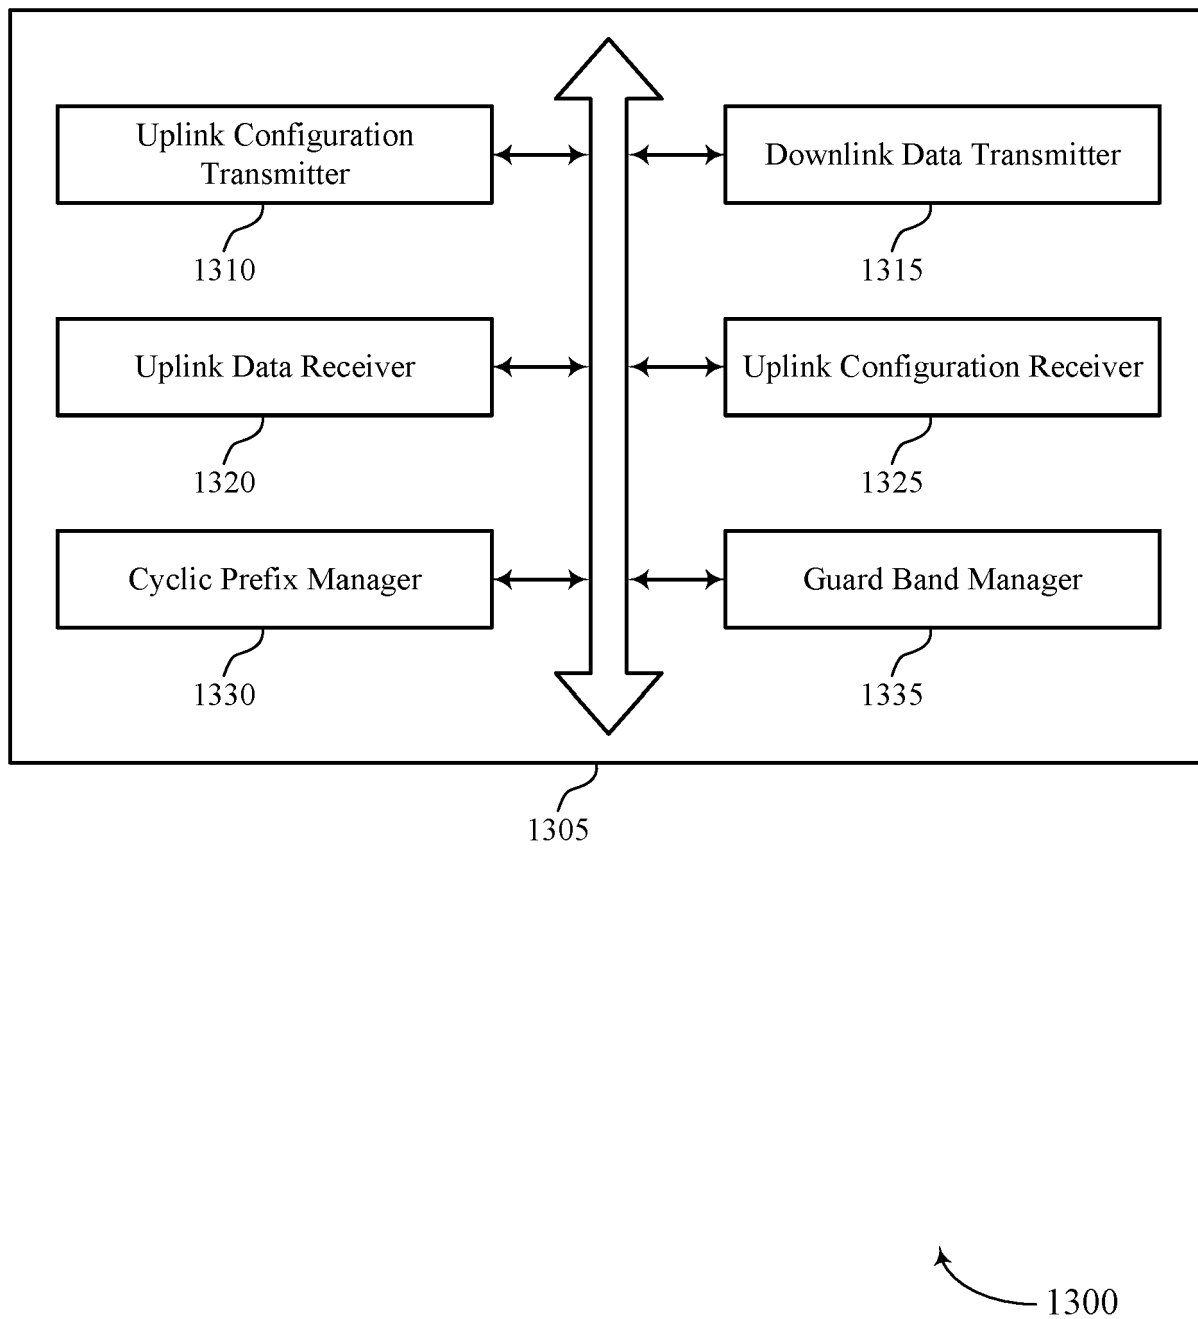 Uplink Configuration
Transmitter
Downlink Data Transmitter
1310
1315
Uplink Data Receiver
Uplink Configuration Receiver
1320
1325
Cyclic Prefix Manager
Guard Band Manager
1330
1335
1305
1300